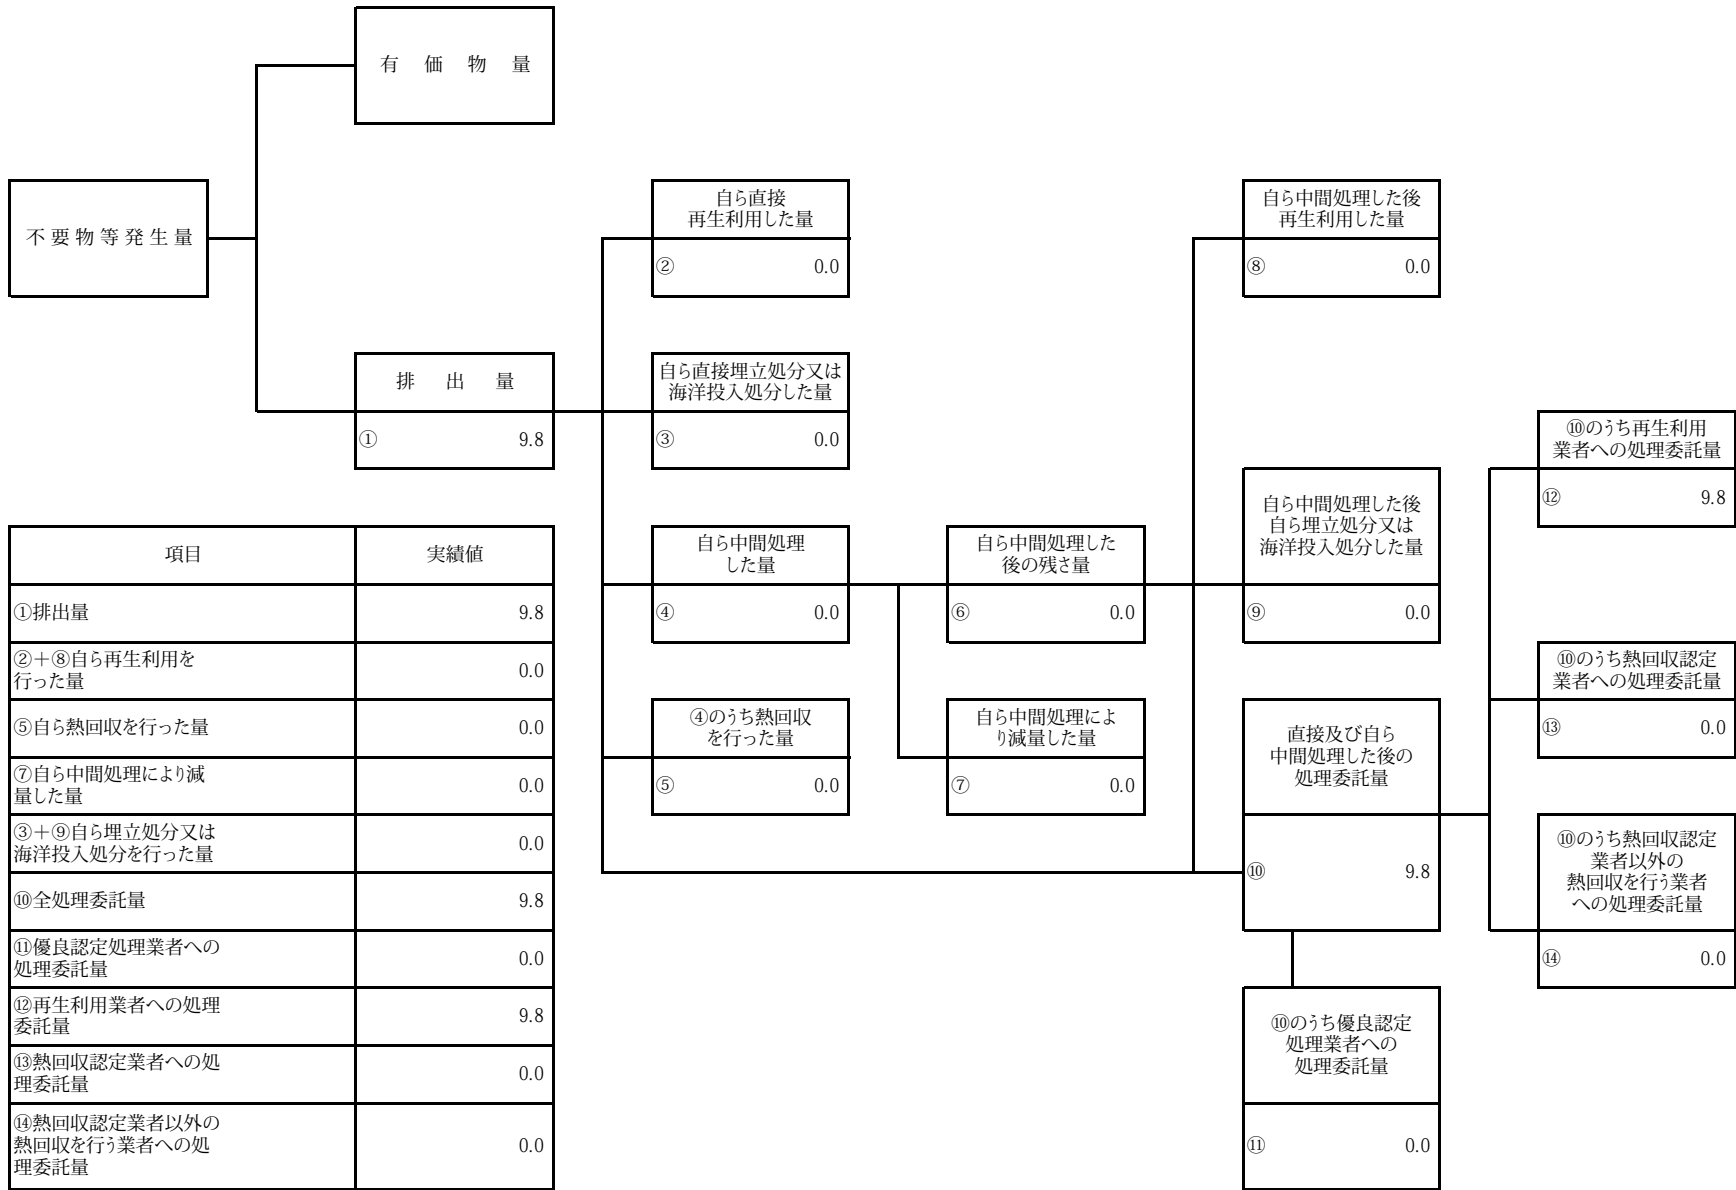 有価物量
不要物等発生量
自ら直接
再生利用した量
② 0.0
自ら中間処理した後
再生利用した量
⑧ 0.0
排出量
① 9.8
自ら直接埋立処分又は
海洋投入処分した量
③ 0.0
⑩のうち再生利用
業者への処理委託量
⑫ 9.8
自ら中間処理
した量
④ 0.0
自ら中間処理した
後の残さ量
⑥ 0.0
自ら中間処理した後
自ら埋立処分又は
海洋投入処分した量
⑨ 0.0
⑩のうち熱回収認定
業者への処理委託量
⑬ 0.0
④のうち熱回収
を行った量
⑤ 0.0
自ら中間処理によ
り減量した量
⑦ 0.0
直接及び自ら
中間処理した後の
処理委託量
⑩ 9.8
⑩のうち熱回収認定
業者以外の
熱回収を行う業者
への処理委託量
⑭ 0.0
⑩のうち優良認定
処理業者への
処理委託量
⑪ 0.0
項目 実績値
①排出量 9.8
②＋⑧自ら再生利用を
行った量 0.0
⑤自ら熱回収を行った量 0.0
⑦自ら中間処理により減
量した量 0.0
③＋⑨自ら埋立処分又は
海洋投入処分を行った量 0.0
⑩全処理委託量 9.8
⑪優良認定処理業者への
処理委託量 0.0
⑫再生利用業者への処理
委託量 9.8
⑬熱回収認定業者への処
理委託量 0.0
⑭熱回収認定業者以外の
熱回収を行う業者への処
理委託量 0.0